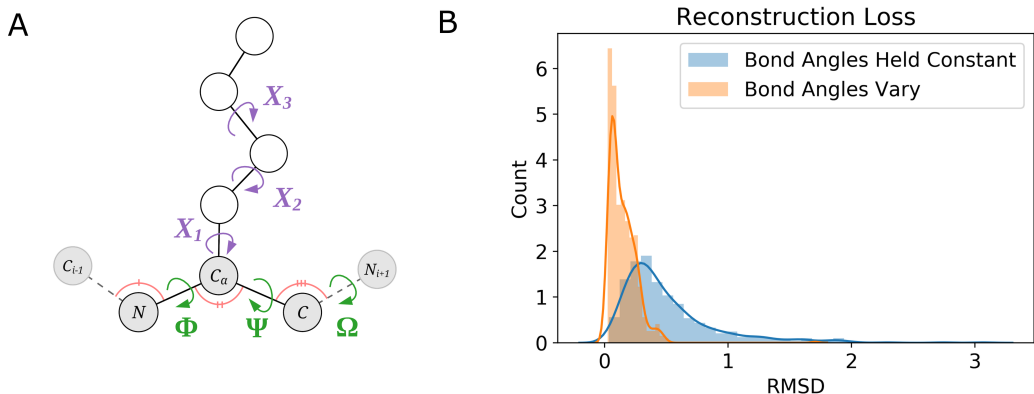 A
X₃
X₂
X₁
Cᵢ₋₁
Cα
Nᵢ₊₁
N
C
Φ
Ψ
Ω
B
Reconstruction Loss
Bond Angles Held Constant
Bond Angles Vary
Count
6
5
4
3
2
1
0
0
1
2
3
RMSD